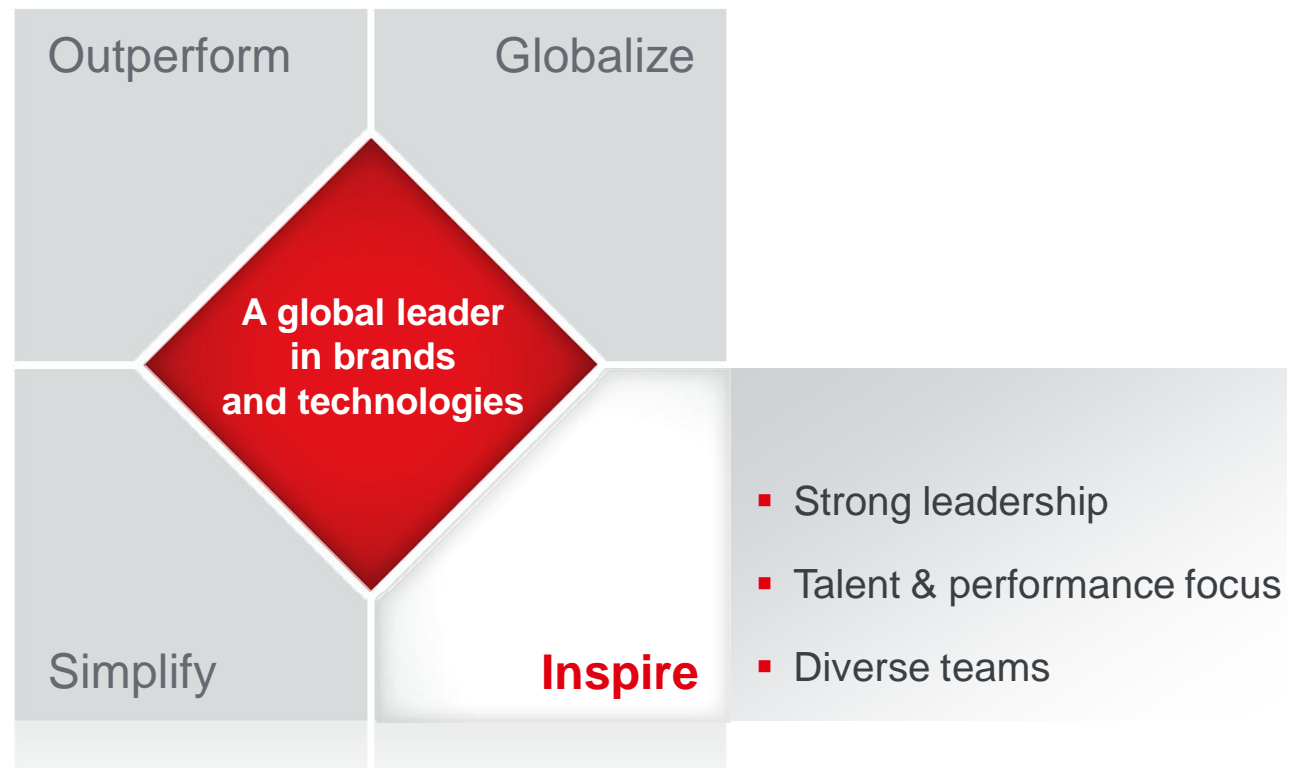 Outperform
Globalize
A global leader
in brands
and technologies
Simplify
Inspire
▪ Strong leadership
▪ Talent & performance focus
▪ Diverse teams